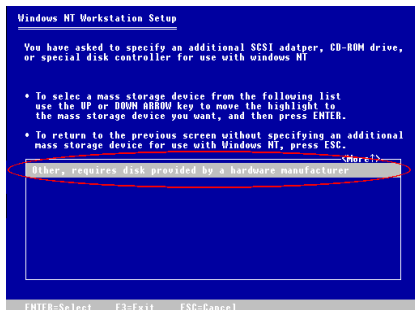 Windows NT Workstation Setup
You have asked to specify an additional SCSI adatper, CD-ROM drive,
or special disk controller for use with windows NT
• To selec a mass storage device from the following list
use the UP or DOWN ARROW key to move the highlight to
the mass storage device you want, and then press ENTER.
• To return to the previous screen without specifying an additional
mass storage device for use with Windows NT, press ESC.
<More↑>
Other, requires disk provided by a hardware manufacturer
ENTER=Select F3=Exit ESC=Cancel